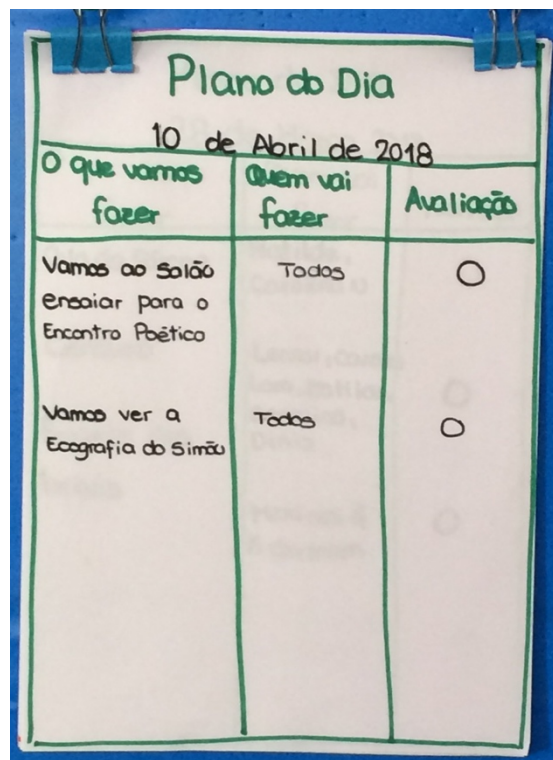 Plano do Dia
10 de Abril de 2018
O que vamos
fazer
Quem vai
fazer
Avaliação
Vamos ao Salão
ensaiar para o
Encontro Poético
Todos
Vamos ver a
Ecografia do Simão
Todos